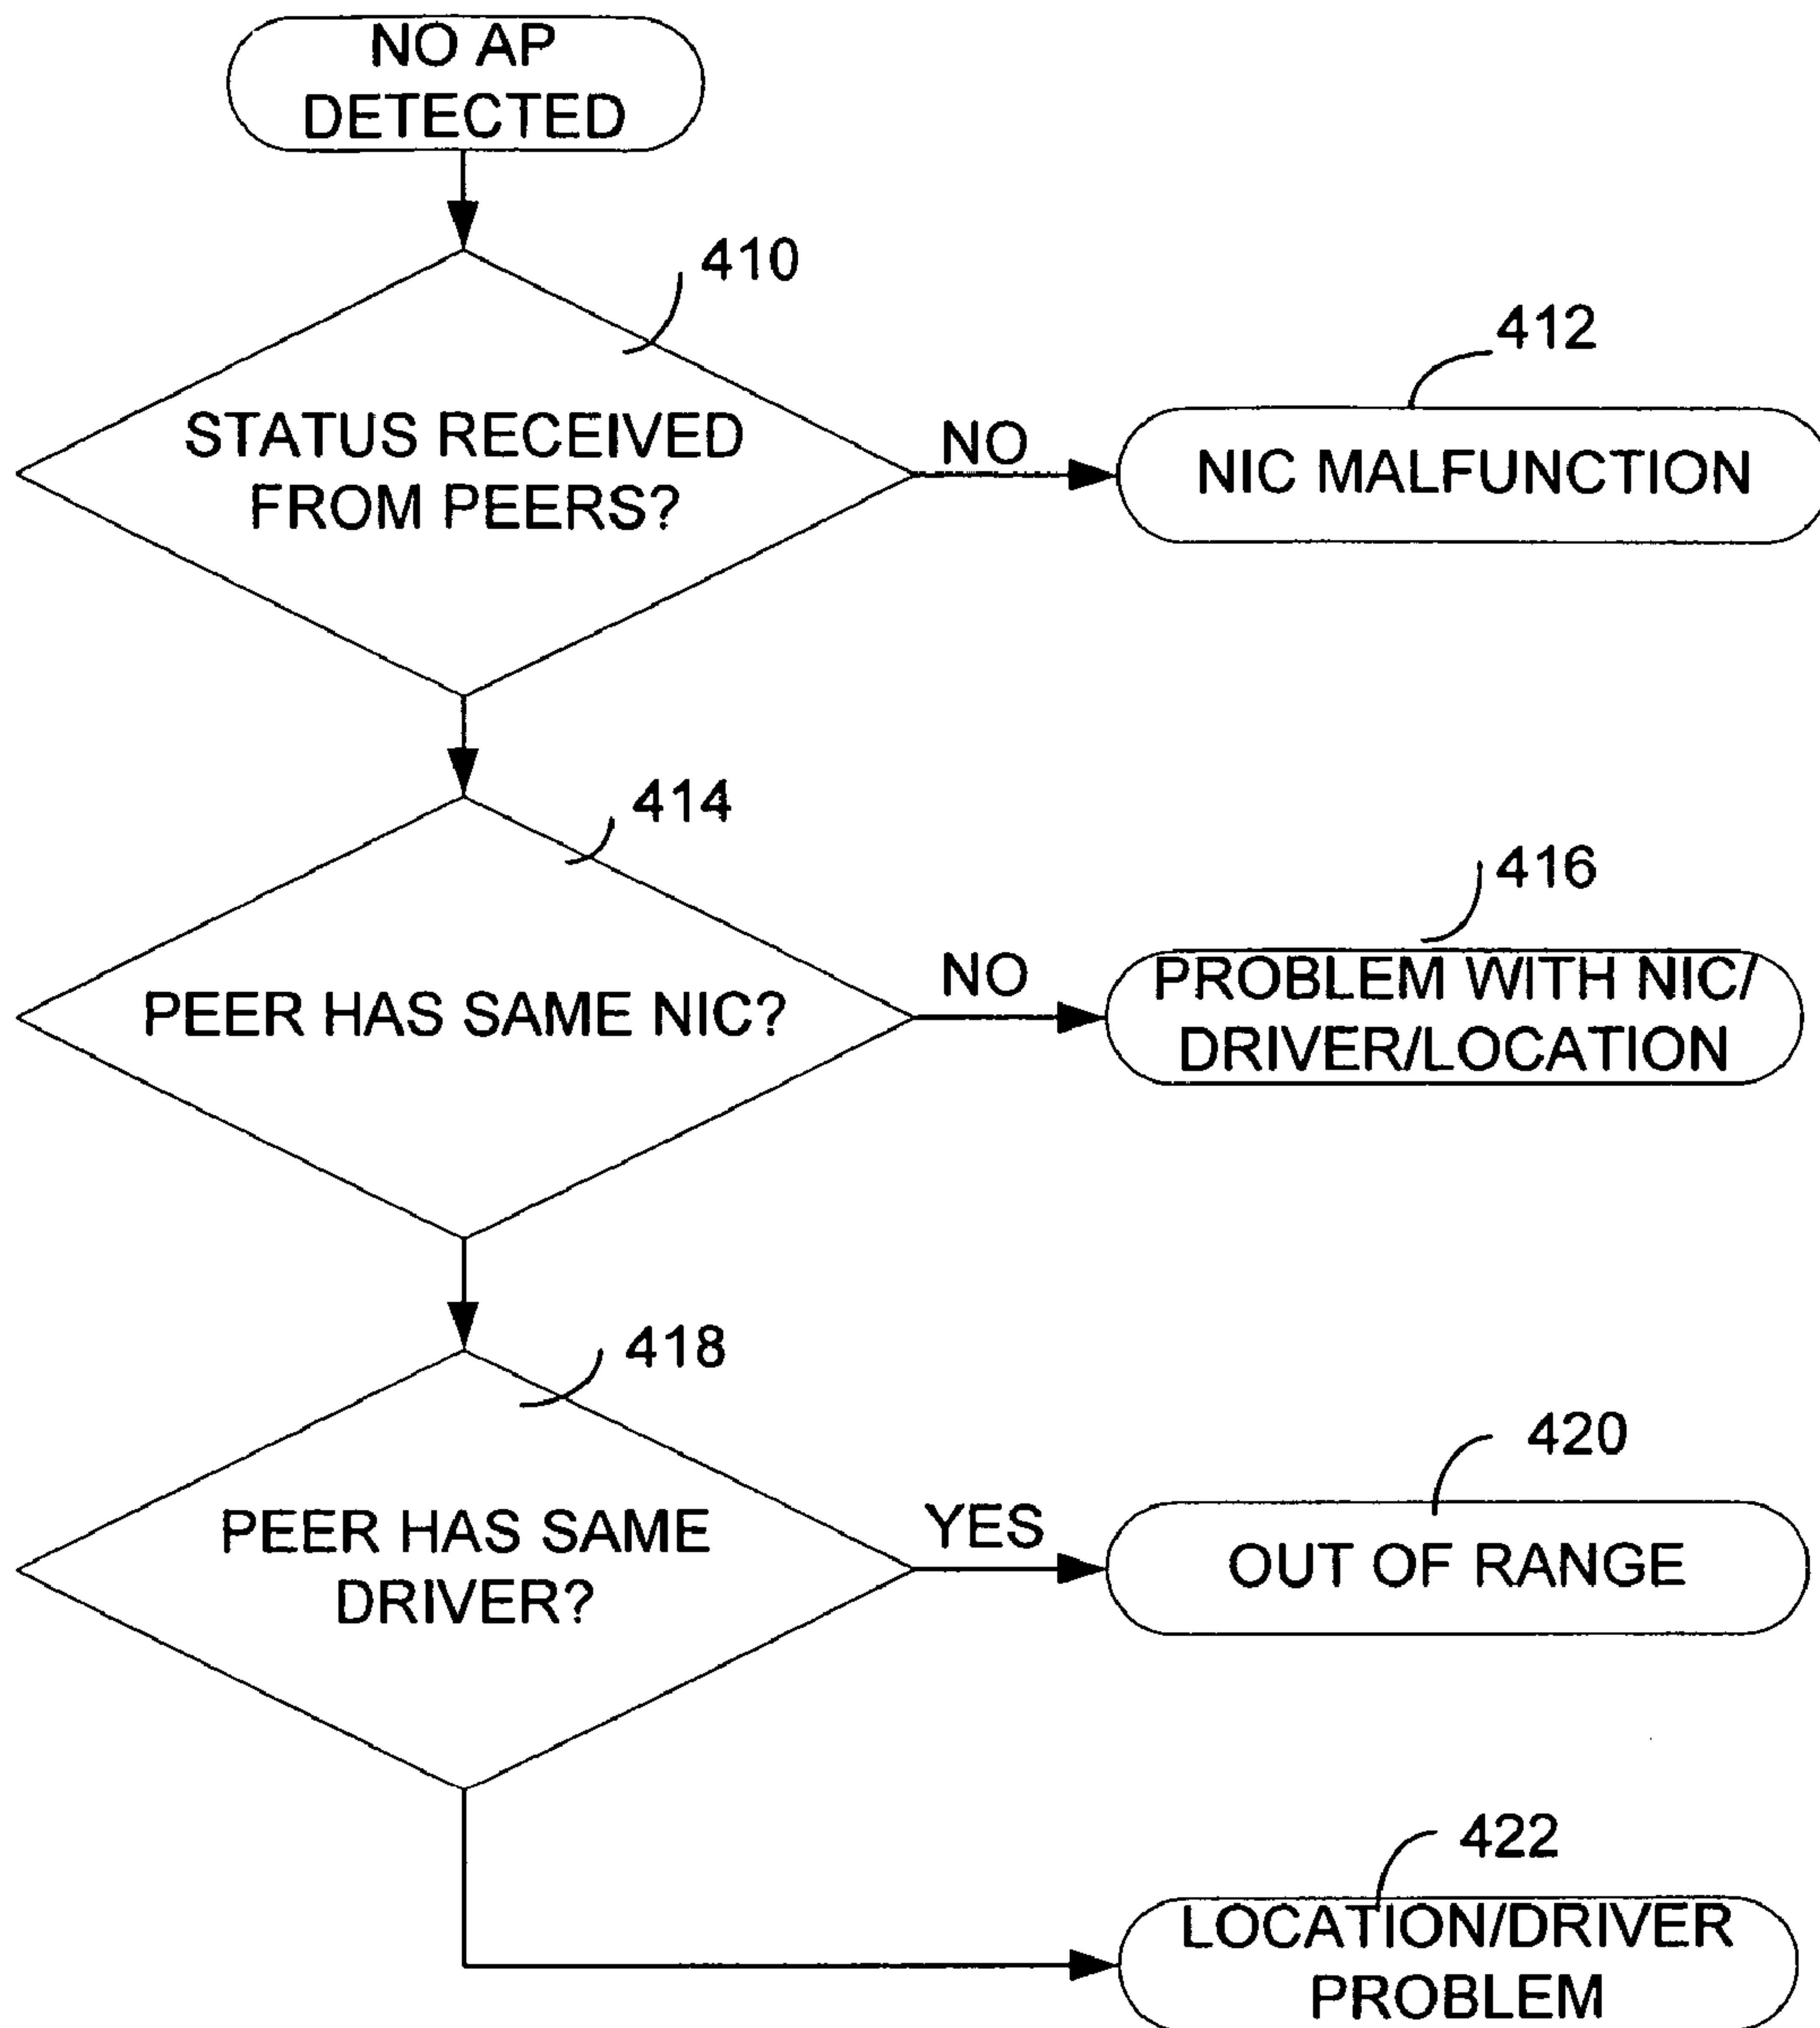 NO AP
DETECTED
410
STATUS RECEIVED
FROM PEERS?
NO
412
NIC MALFUNCTION
414
PEER HAS SAME NIC?
NO
416
PROBLEM WITH NIC/
DRIVER/LOCATION
418
PEER HAS SAME
DRIVER?
YES
420
OUT OF RANGE
422
LOCATION/DRIVER
PROBLEM